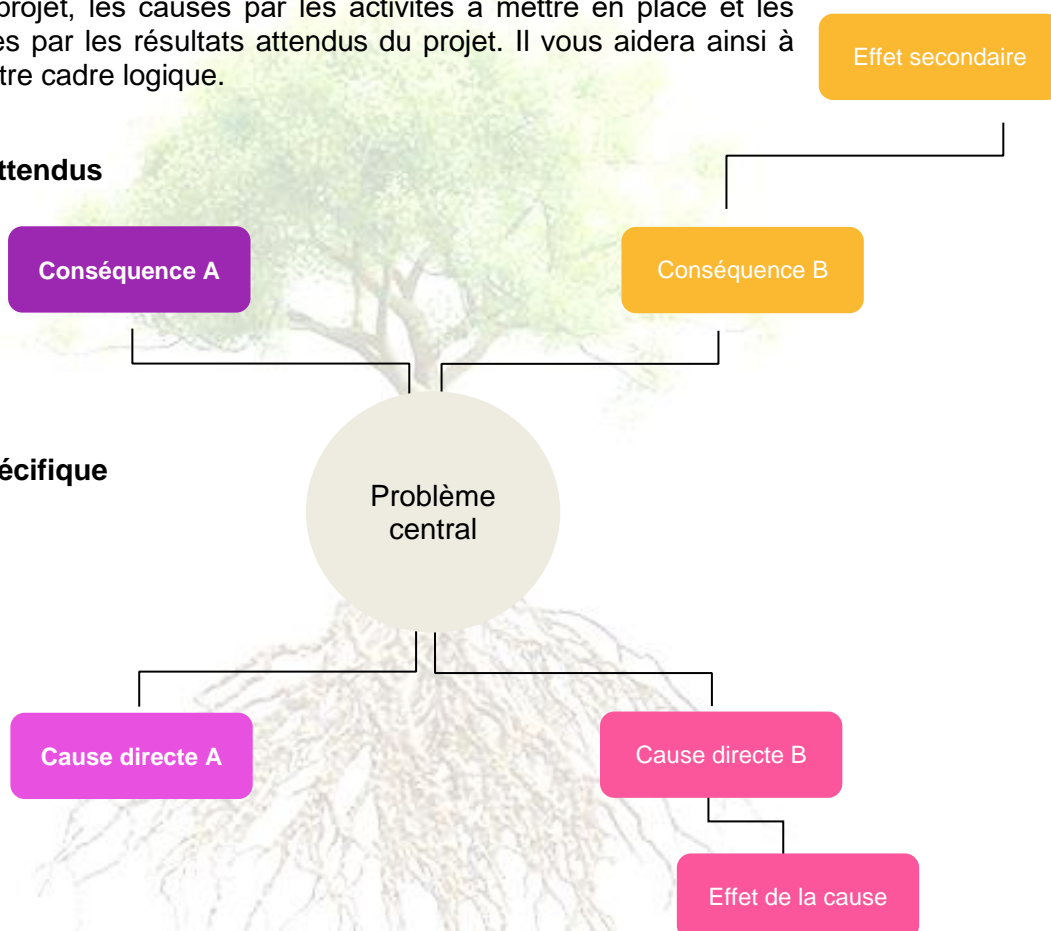 projet, les causes par les activités à mettre en place et les
es par les résultats attendus du projet. Il vous aidera ainsi à
tre cadre logique.
Effet secondaire
ttendus
Conséquence A
Conséquence B
écifique
Problème
central
Cause directe A
Cause directe B
Effet de la cause